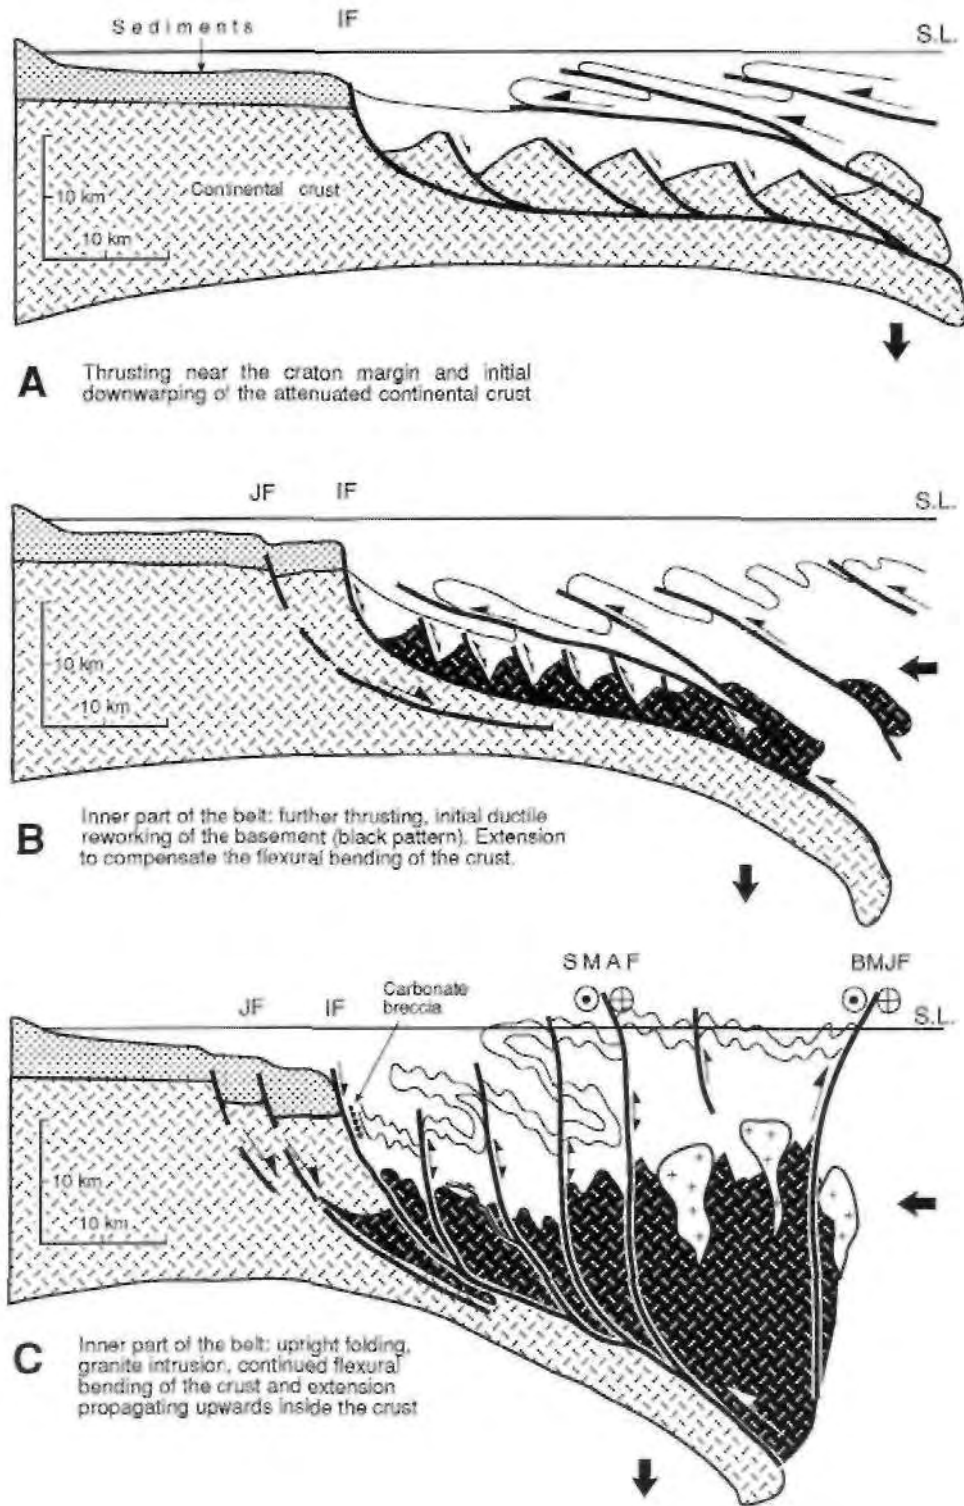 IF
Sediments
S.L.
Continental crust
10 km
10 km
A
Thrusting near the craton margin and initial
downwarping of the attenuated continental crust
JF
IF
S.L.
10 km
10 km
B
Inner part of the belt: further thrusting, initial ductile
reworking of the basement (black pattern). Extension
to compensate the flexural bending of the crust.
SMAF
BMJF
JF
IF
Carbonate
breccia
S.L.
10 km
10 km
C
Inner part of the belt: upright folding,
granite intrusion, continued flexural
bending of the crust and extension
propagating upwards inside the crust